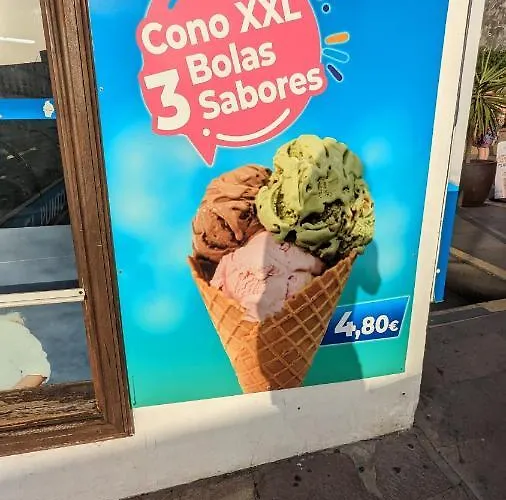 Cono XXL
3 Bolas
Sabores
4,80€